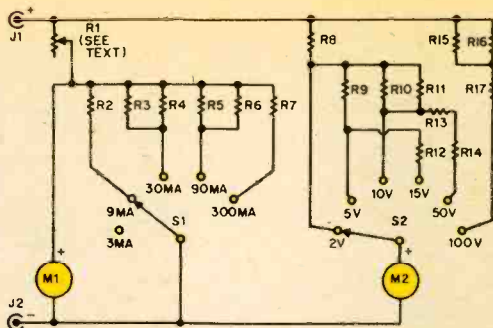 J1 +
R1
(SEE
TEXT)
R8
R15
R16
R2
R3
R4
R5
R6
R7
R9
R10
R11
R17
R13
R12
R14
30MA
90MA
10V
15V
9MA
300MA
5V
50V
3MA
S1
2V
S2
100V
+
M1
+
M2
J2 -